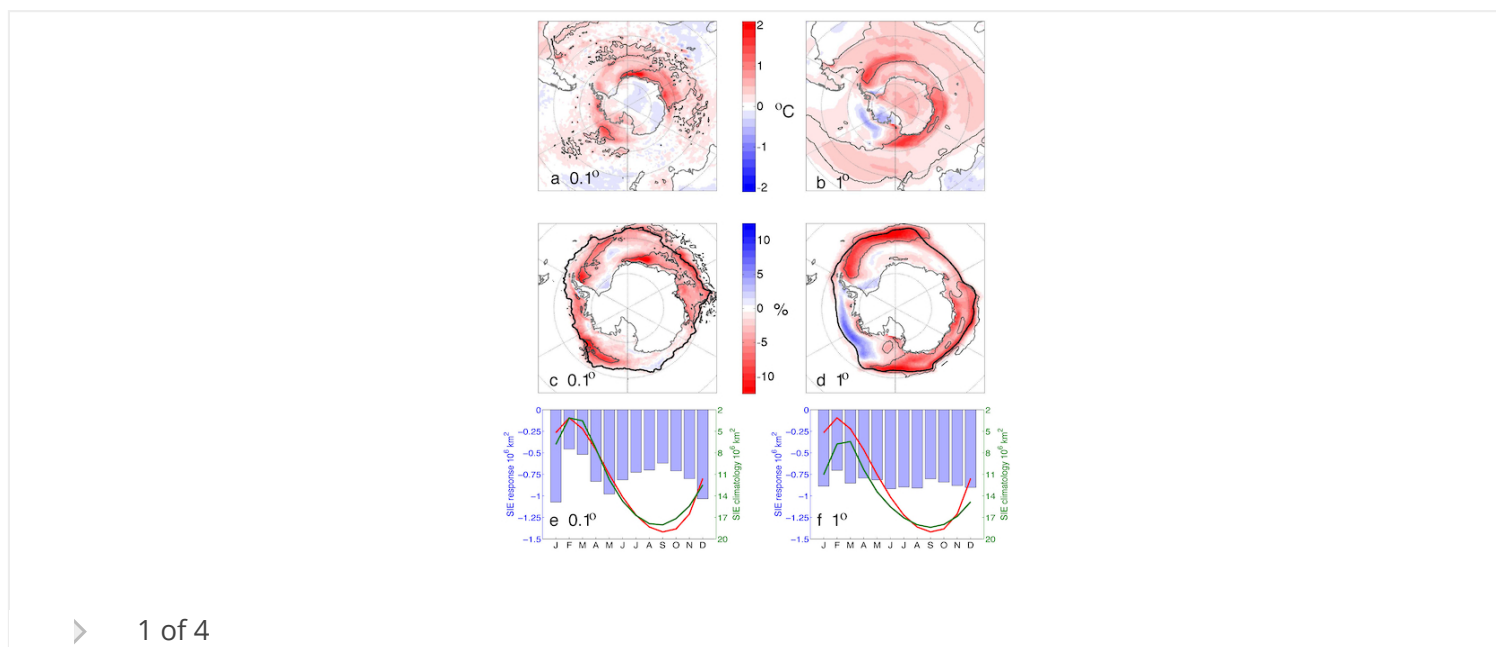 2
1
0
-1
-2
°C
a 0.1°
b 1°
10
5
0
-5
-10
%
c 0.1°
d 1°
0
−0.25
−0.5
−0.75
−1
−1.25
−1.5
SIE response 10⁶ km²
2
5
8
11
14
17
20
SIE climatology 10⁶ km²
e 0.1°
J F M A M J J A S O N D
0
−0.25
−0.5
−0.75
−1
−1.25
−1.5
SIE response 10⁶ km²
2
5
8
11
14
17
20
SIE climatology 10⁶ km²
f 1°
J F M A M J J A S O N D
1 of 4